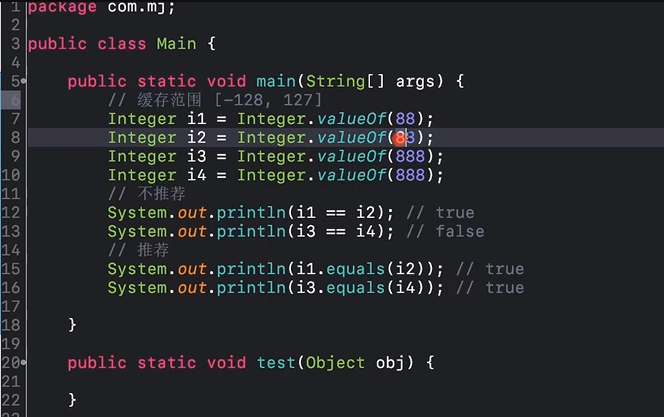 1 package com.mj;
2
3 public class Main {
4
5 public static void main(String[] args) {
6 // 缓存范围 [-128, 127]
7 Integer i1 = Integer.valueOf(88);
8 Integer i2 = Integer.valueOf(88);
9 Integer i3 = Integer.valueOf(888);
10 Integer i4 = Integer.valueOf(888);
11 // 不推荐
12 System.out.println(i1 == i2); // true
13 System.out.println(i3 == i4); // false
14 // 推荐
15 System.out.println(i1.equals(i2)); // true
16 System.out.println(i3.equals(i4)); // true
17
18 }
19
20 public static void test(Object obj) {
21
22 }